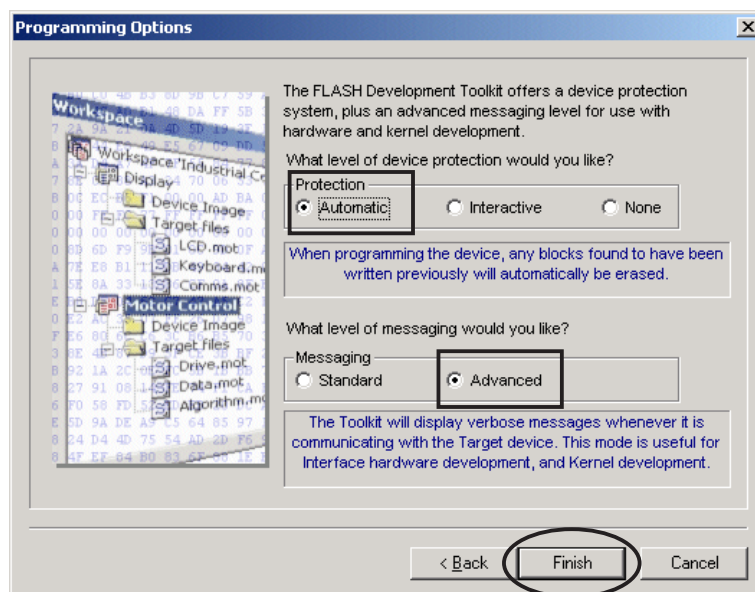 Programming Options
The FLASH Development Toolkit offers a device protection
system, plus an advanced messaging level for use with
hardware and kernel development.
What level of device protection would you like?
Protection
Automatic
Interactive
None
When programming the device, any blocks found to have been
written previously will automatically be erased.
What level of messaging would you like?
Messaging
Standard
Advanced
The Toolkit will display verbose messages whenever it is
communicating with the Target device. This mode is useful for
Interface hardware development, and Kernel development.
Workspace
Workspace 'Industrial Co
Display
Device Image
Target files
LCD.mot
Keyboard.m
Comms.mot
Motor Control
Device Image
Target files
Drive.mot
Data.mot
Algorithm.mo
< Back
Finish
Cancel